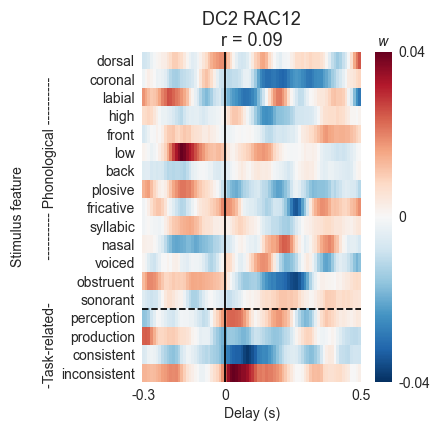 DC2 RAC12
r = 0.09
w
dorsal
coronal
labial
high
front
low
back
plosive
fricative
syllabic
nasal
voiced
obstruent
sonorant
perception
production
consistent
inconsistent
Stimulus feature
---------- Phonological ----------
-Task-related-
0.04
0
-0.04
-0.3
0
0.5
Delay (s)